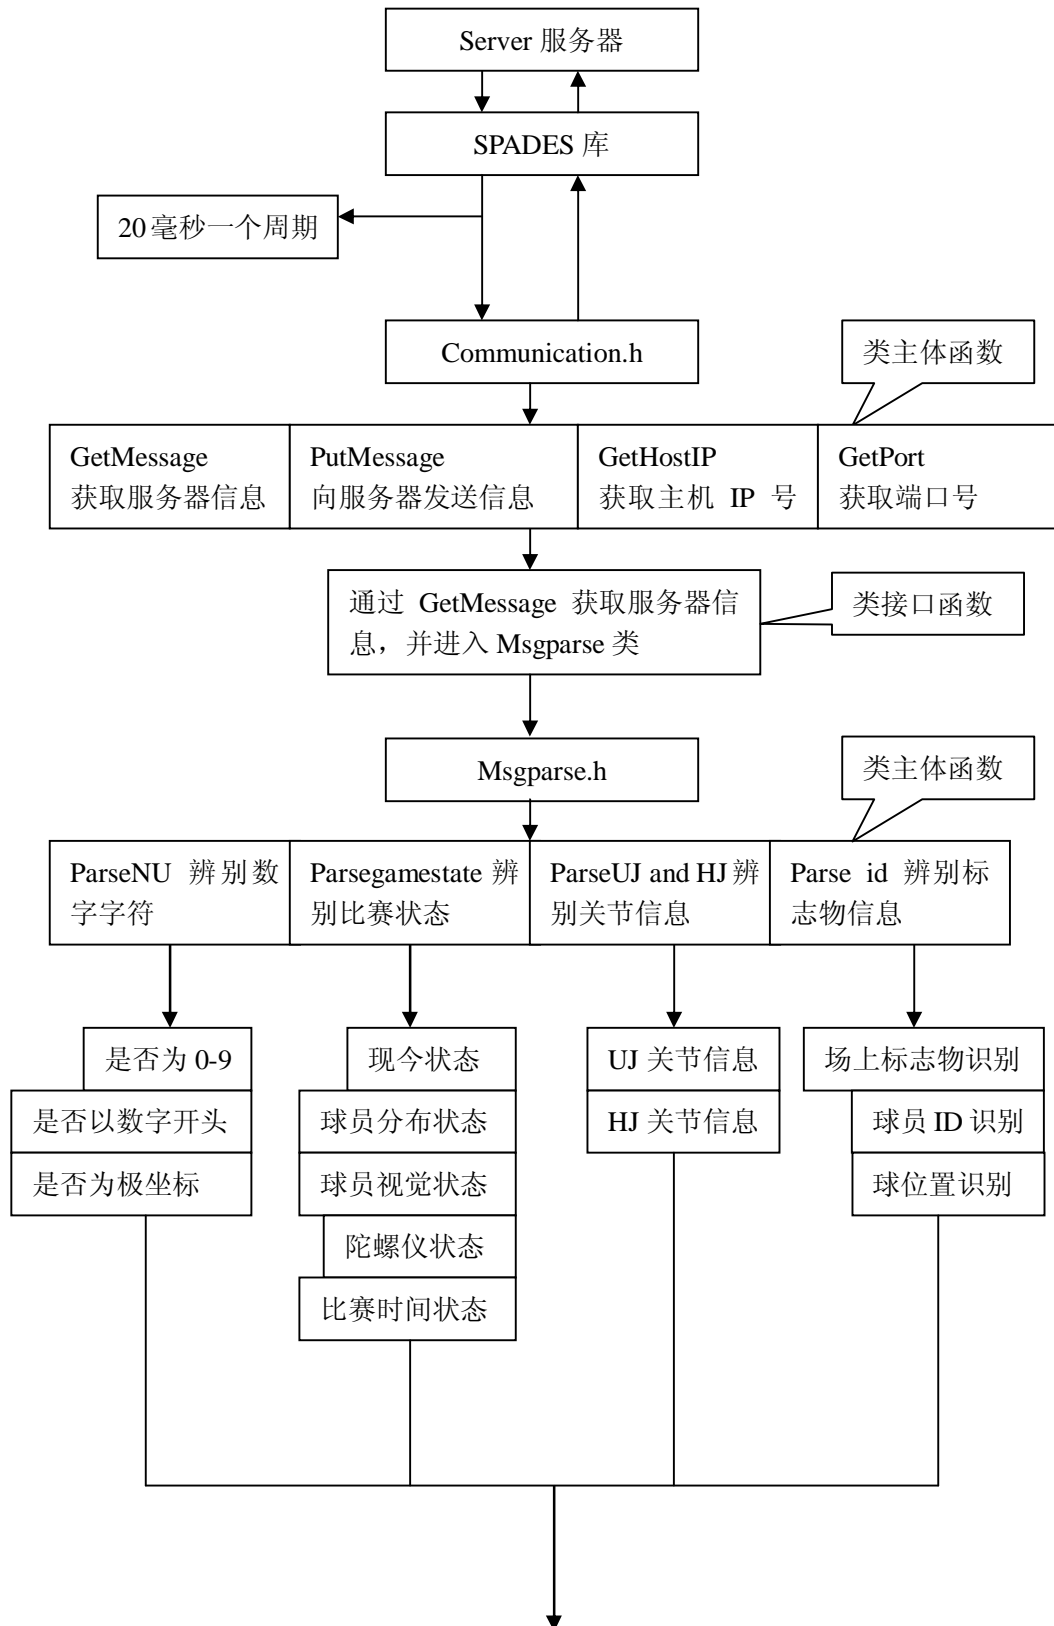 Server 服务器
SPADES 库
20 毫秒一个周期
Communication.h
类主体函数
GetMessage
获取服务器信息
PutMessage
向服务器发送信息
GetHostIP
获取主机 IP 号
GetPort
获取端口号
通过 GetMessage 获取服务器信
息，并进入 Msgparse 类
类接口函数
Msgparse.h
类主体函数
ParseNU 辨别数
字字符
Parsegamestate 辨
别比赛状态
ParseUJ and HJ 辨
别关节信息
Parse id 辨别标
志物信息
是否为 0-9
是否以数字开头
是否为极坐标
现今状态
球员分布状态
球员视觉状态
陀螺仪状态
比赛时间状态
UJ 关节信息
HJ 关节信息
场上标志物识别
球员 ID 识别
球位置识别